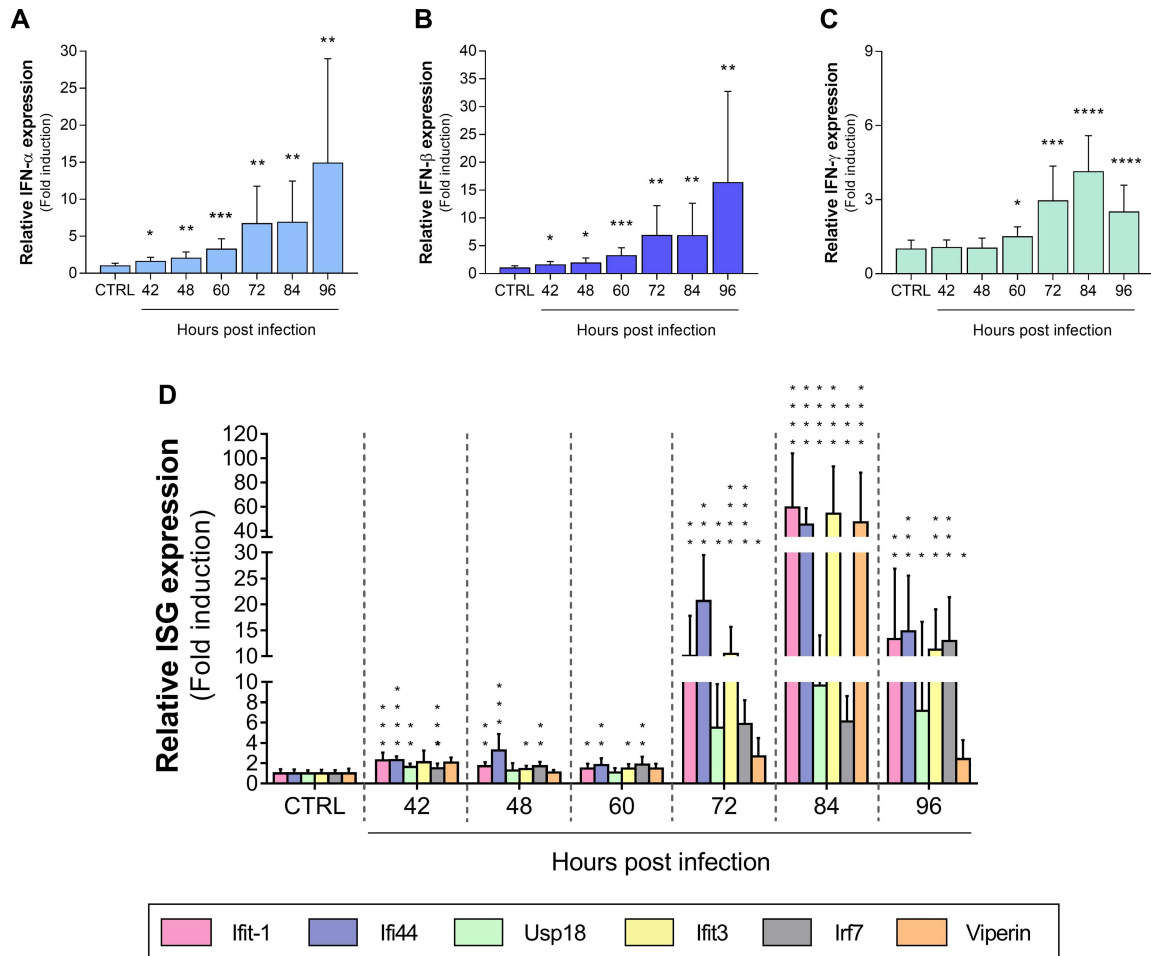 A
Relative IFN-α expression
(Fold induction)
30
25
20
15
10
5
0
**
**
**
***
**
*
CTRL 42 48 60 72 84 96
Hours post infection
B
Relative IFN-β expression
(Fold induction)
40
35
30
25
20
15
10
5
0
**
**
**
***
*
*
CTRL 42 48 60 72 84 96
Hours post infection
C
Relative IFN-γ expression
(Fold induction)
9
6
3
0
****
****
***
*
CTRL 42 48 60 72 84 96
Hours post infection
D
Relative ISG expression
(Fold induction)
120
100
80
60
40
30
20
15
10
10
8
6
4
2
0
CTRL 42 48 60 72 84 96
Hours post infection
Ifit-1 Ifi44 Usp18 Ifit3 Irf7 Viperin